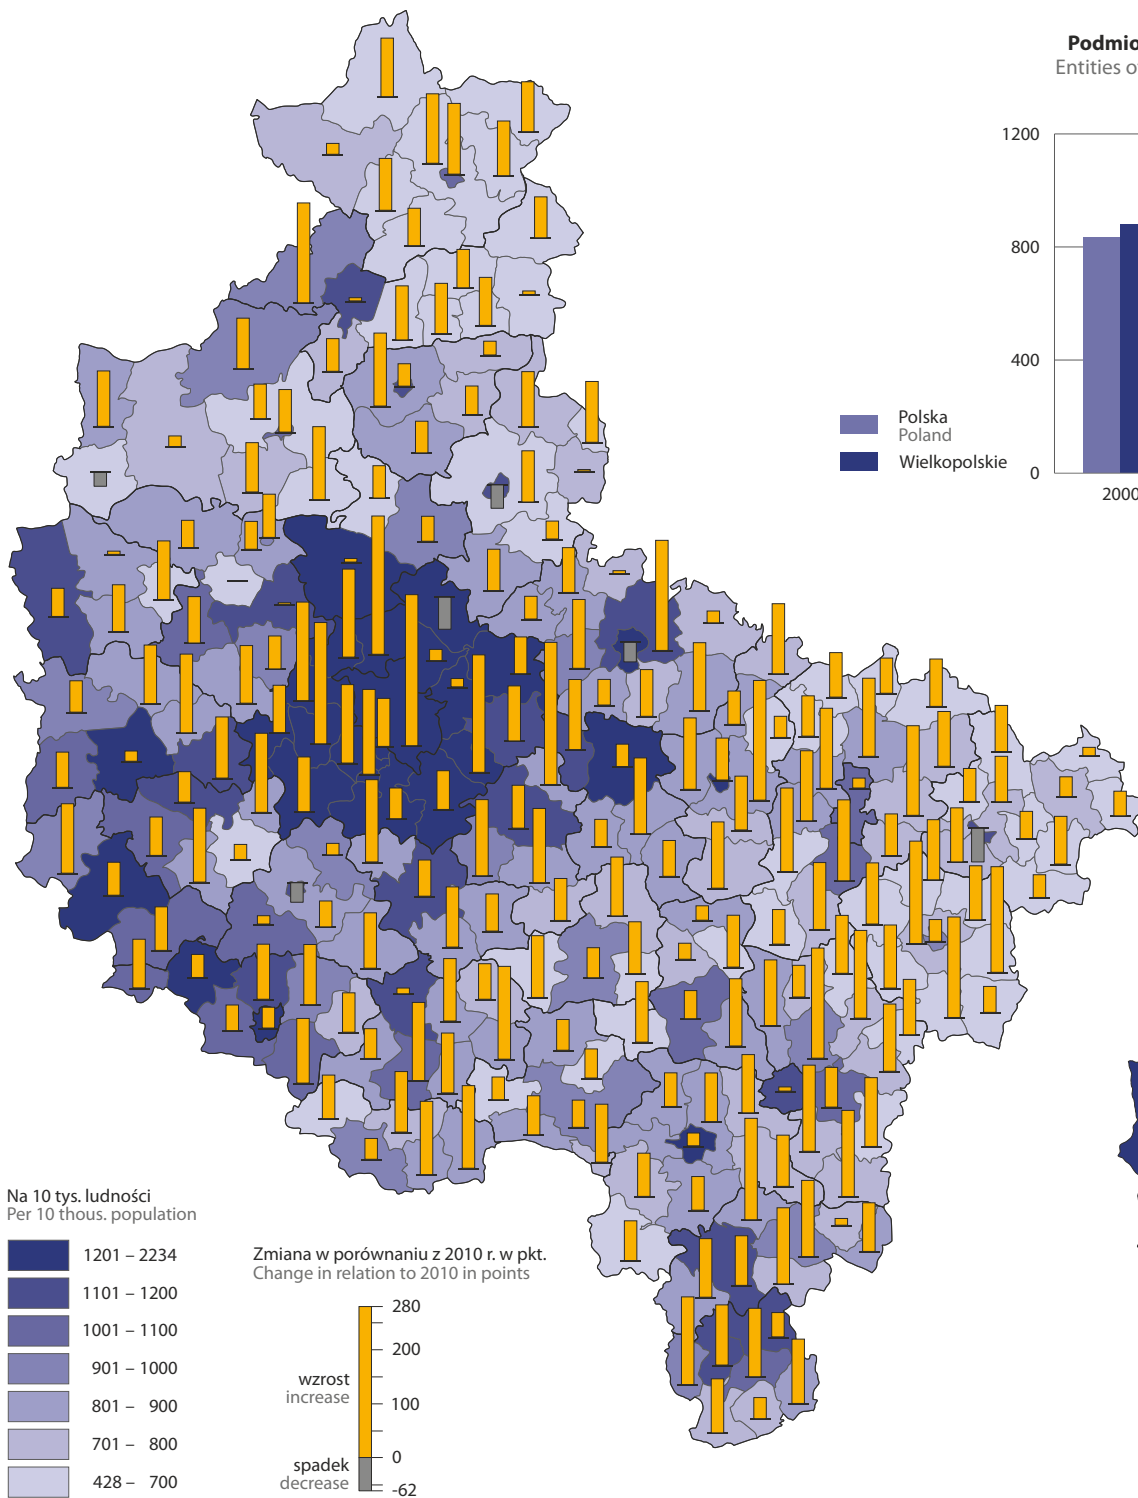 Podmio
Entities o
1200
800
400
0
2000
Polska
Poland
Wielkopolskie
Na 10 tys. ludności
Per 10 thous. population
1201 – 2234
1101 – 1200
1001 – 1100
901 – 1000
801 – 900
701 – 800
428 – 700
Zmiana w porównaniu z 2010 r. w pkt.
Change in relation to 2010 in points
280
200
wzrost
increase
100
0
spadek
decrease
-62